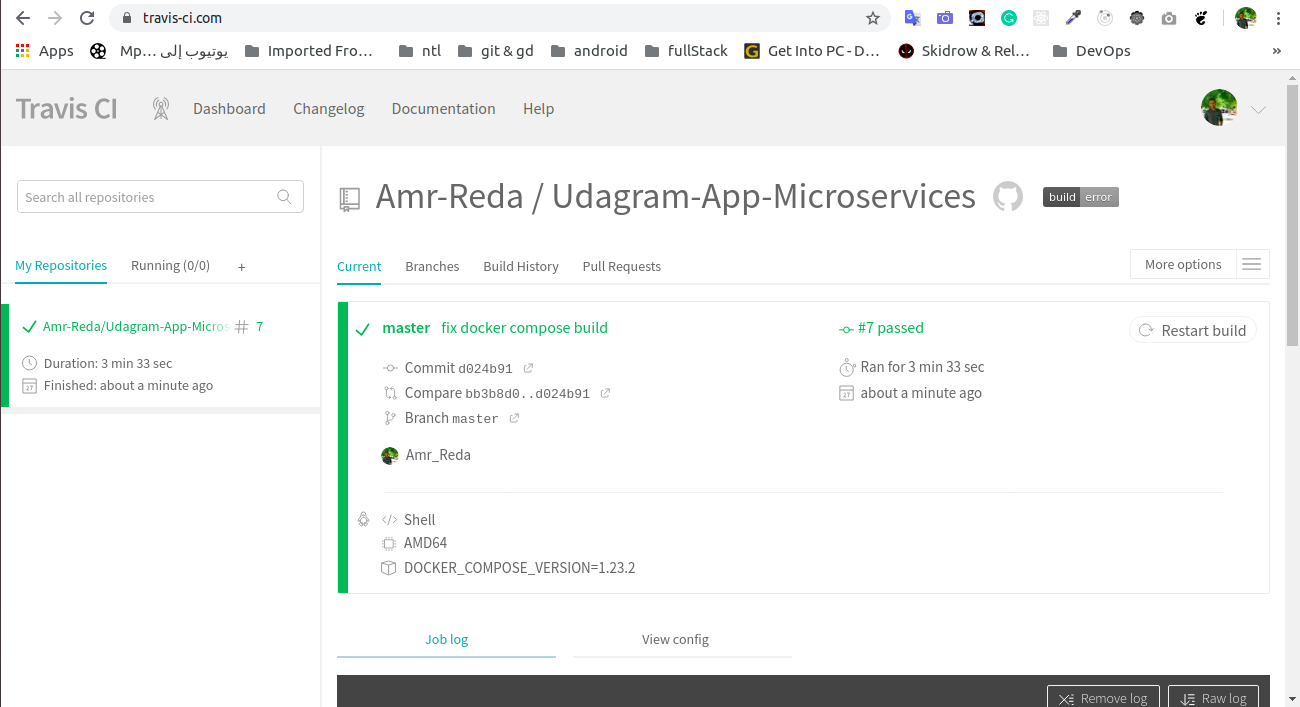 travis-ci.com
Apps
Mp... يوتيوب إلى
Imported Fro...
ntl
git & gd
android
fullStack
Get Into PC - D...
Skidrow & Rel...
DevOps
»
Travis CI
Dashboard
Changelog
Documentation
Help
Search all repositories
My Repositories
Running (0/0)
+
Amr-Reda/Udagram-App-Micros
# 7
Duration: 3 min 33 sec
Finished: about a minute ago
Amr-Reda / Udagram-App-Microservices
build error
Current
Branches
Build History
Pull Requests
More options
master fix docker compose build
#7 passed
Restart build
Commit d024b91
Ran for 3 min 33 sec
Compare bb3b8d0..d024b91
about a minute ago
Branch master
Amr_Reda
</> Shell
AMD64
DOCKER_COMPOSE_VERSION=1.23.2
Job log
View config
Remove log
Raw log